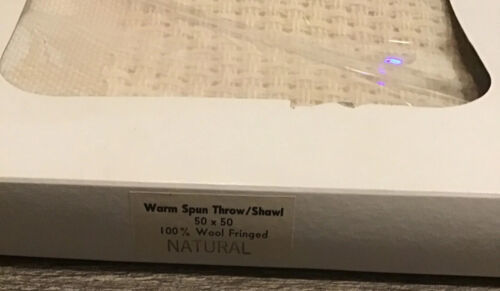 Warm Spun Throw/Shawl
50 x 50
100% Wool Fringed
NATURAL